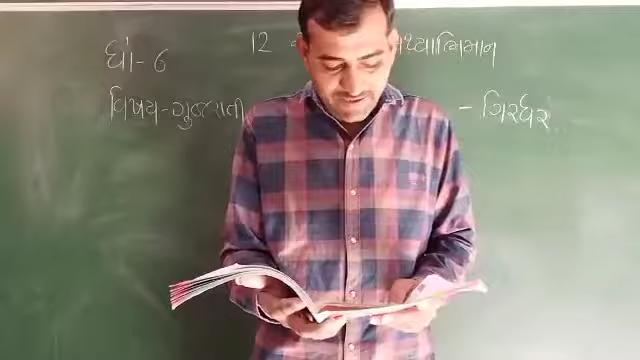 ધો - 6
12 - થ્યાભિમાન
વિષય - ગુજરાતી
- ગિરધર